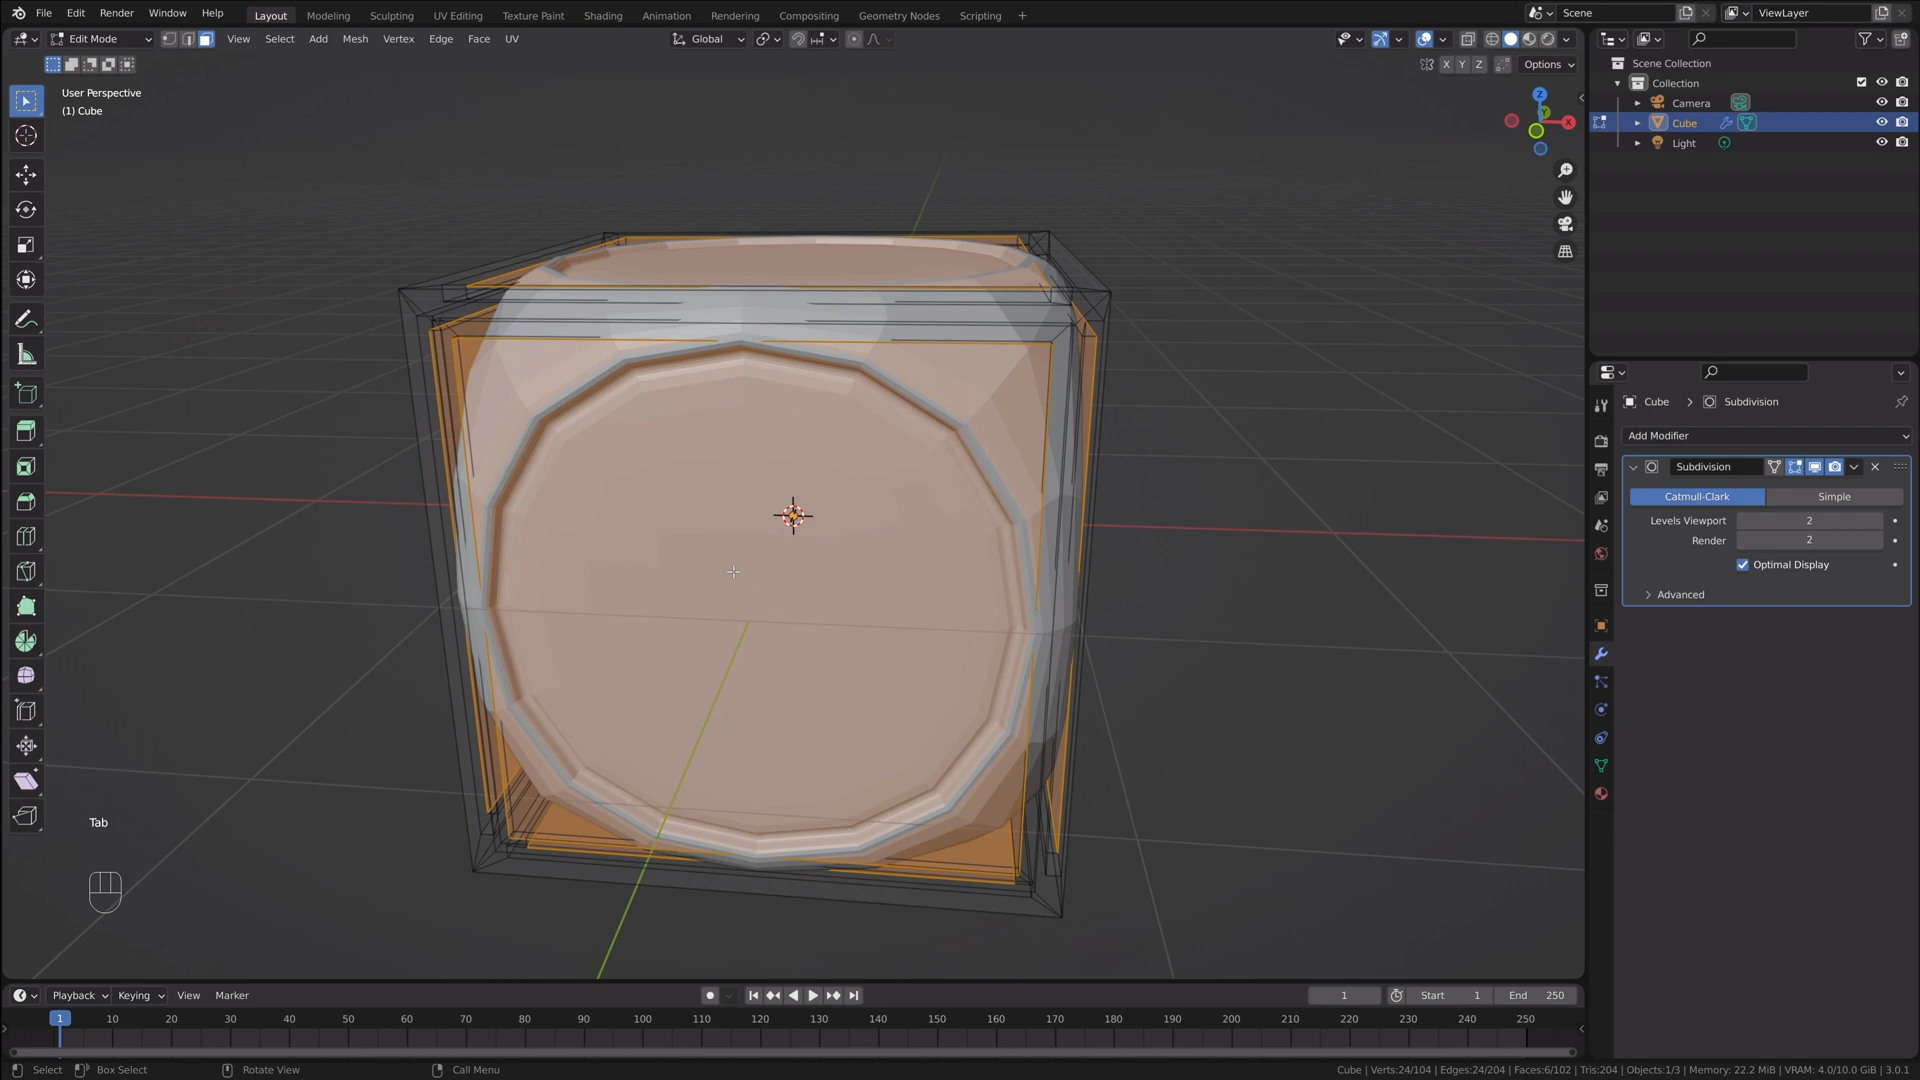 File Edit Render Window Help Layout Modeling Sculpting UV Editing Texture Paint Shading Animation Rendering Compositing Geometry Nodes Scripting + Scene ViewLayer
Edit Mode View Select Add Mesh Vertex Edge Face UV Global
X Y Z Options
User Perspective
(1) Cube
Z
Y
X
Scene Collection
Collection
Camera
Cube
Light
Cube > Subdivision
Add Modifier
Subdivision
Catmull-Clark Simple
Levels Viewport 2
Render 2
Optimal Display
Advanced
Tab
Playback Keying View Marker 1 Start 1 End 250
1 10 20 30 40 50 60 70 80 90 100 110 120 130 140 150 160 170 180 190 200 210 220 230 240 250
Select Box Select Rotate View Call Menu Cube | Verts:24/104 | Edges:24/204 | Faces:6/102 | Tris:204 | Objects:1/3 | Memory: 22.2 MiB | VRAM: 4.0/10.0 GiB | 3.0.1